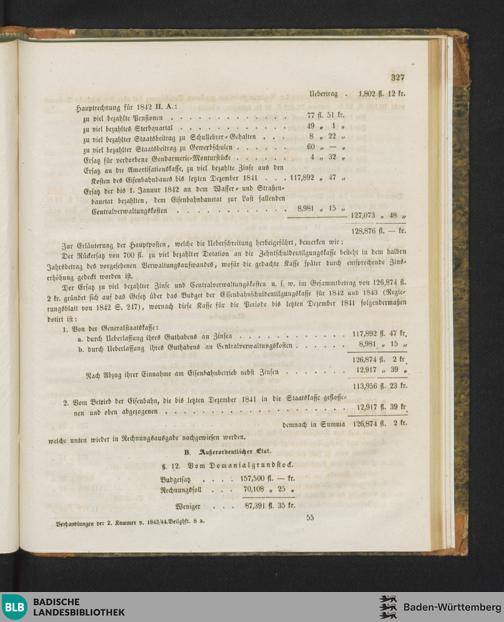 327
Uebertrag . 1,802 fl. 12 kr.
Hauptrechnung für 1842 II. A.:
zu viel bezahlte Pensionen . . . . . . . . . . . . . 77 fl. 51 kr.
zu viel bezahltes Sterbquartal . . . . . . . . . . . . 49 „ 1 „
zu viel bezahlter Staatsbeitrag zu Schullehrer-Gehalten . . . 8 „ 22 „
zu viel bezahlter Staatsbeitrag zu Gewerbschulen . . . . . . 60 „ — „
Ersatz für verdorbene Gendarmerie-Monturstücke . . . . . . 4 „ 32 „
Ersatz an die Amortisationskasse, zu viel bezahlte Zinse aus den
Kosten des Eisenbahnbaues bis letzten Dezember 1841 . . . 117,892 „ 47 „
Ersatz der bis 1. Januar 1842 an dem Wasser- und Straßen-
bauetat bezahlten, dem Eisenbahnbauetat zur Last fallenden
Centralverwaltungskosten . . . . . . . . . . . . 8,981 „ 15 „
127,073 „ 48 „
128,876 fl. — kr.
Zur Erläuterung der Hauptposten, welche die Ueberschreitung herbeigeführt, bemerken wir:
Der Rückersatz von 700 fl. zu viel bezahlter Dotation an die Zehntschuldentilgungskasse besteht in dem halben
Jahresbetrag des vorgesehenen Verwaltungsaufwandes, wofür die gedachte Kasse später durch entsprechende Zins-
erhöhung gedeckt worden ist.
Der Ersatz zu viel bezahlter Zinse und Centralverwaltungskosten u. s. w. im Gesammtbetrag von 126,874 fl.
2 kr. gründet sich auf das Gesetz über das Budget der Eisenbahnschuldentilgungskasse für 1842 und 1843 (Regie-
rungsblatt von 1842 S. 247), wornach diese Kasse für die Periode bis letzten Dezember 1841 folgendermaßen
dotirt ist:
1. Von der Generalstaatskasse:
a. durch Ueberlassung ihres Guthabens an Zinsen . . . . . . . . . 117,892 fl. 47 kr.
b. durch Ueberlassung ihres Guthabens an Centralverwaltungskosten . . . . . . 8,981 „ 15 „
126,874 fl. 2 kr.
Nach Abzug ihrer Einnahme am Eisenbahnbetrieb nebst Zinsen . . . . . . . 12,917 „ 39 „
113,956 fl. 23 kr.
2. Vom Betrieb der Eisenbahn, die bis letzten Dezember 1841 in die Staatskasse geflosse-
nen und oben abgezogenen . . . . . . . . . . . . . . . . . . 12,917 fl. 39 kr.
demnach in Summa 126,874 fl. 2 kr.
welche unten wieder in Rechnungsausgabe nachgewiesen werden.
B. Außerordentlicher Etat.
§. 12. Vom Domanialgrundstock.
Budgetsatz . . . . 157,500 fl. — kr.
Rechnungssoll . . . 70,108 „ 25 „
Weniger . . . 87,391 fl. 35 kr.
Verhandlungen der 2. Kammer v. 1843/44. Beilghft. 8 a.
55
BLB BADISCHE
LANDESBIBLIOTHEK
Baden-Württemberg